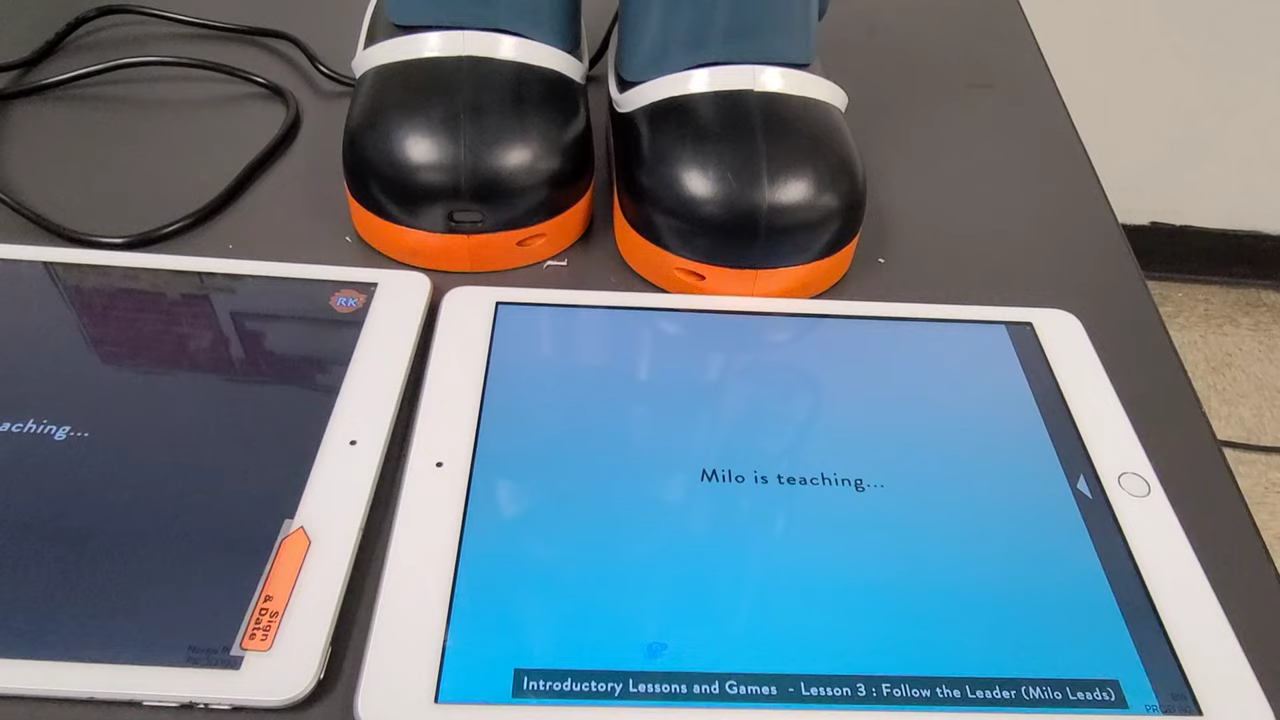 RK
aching...
Milo is teaching...
Sign
& Date
Introductory Lessons and Games - Lesson 3 : Follow the Leader (Milo Leads)